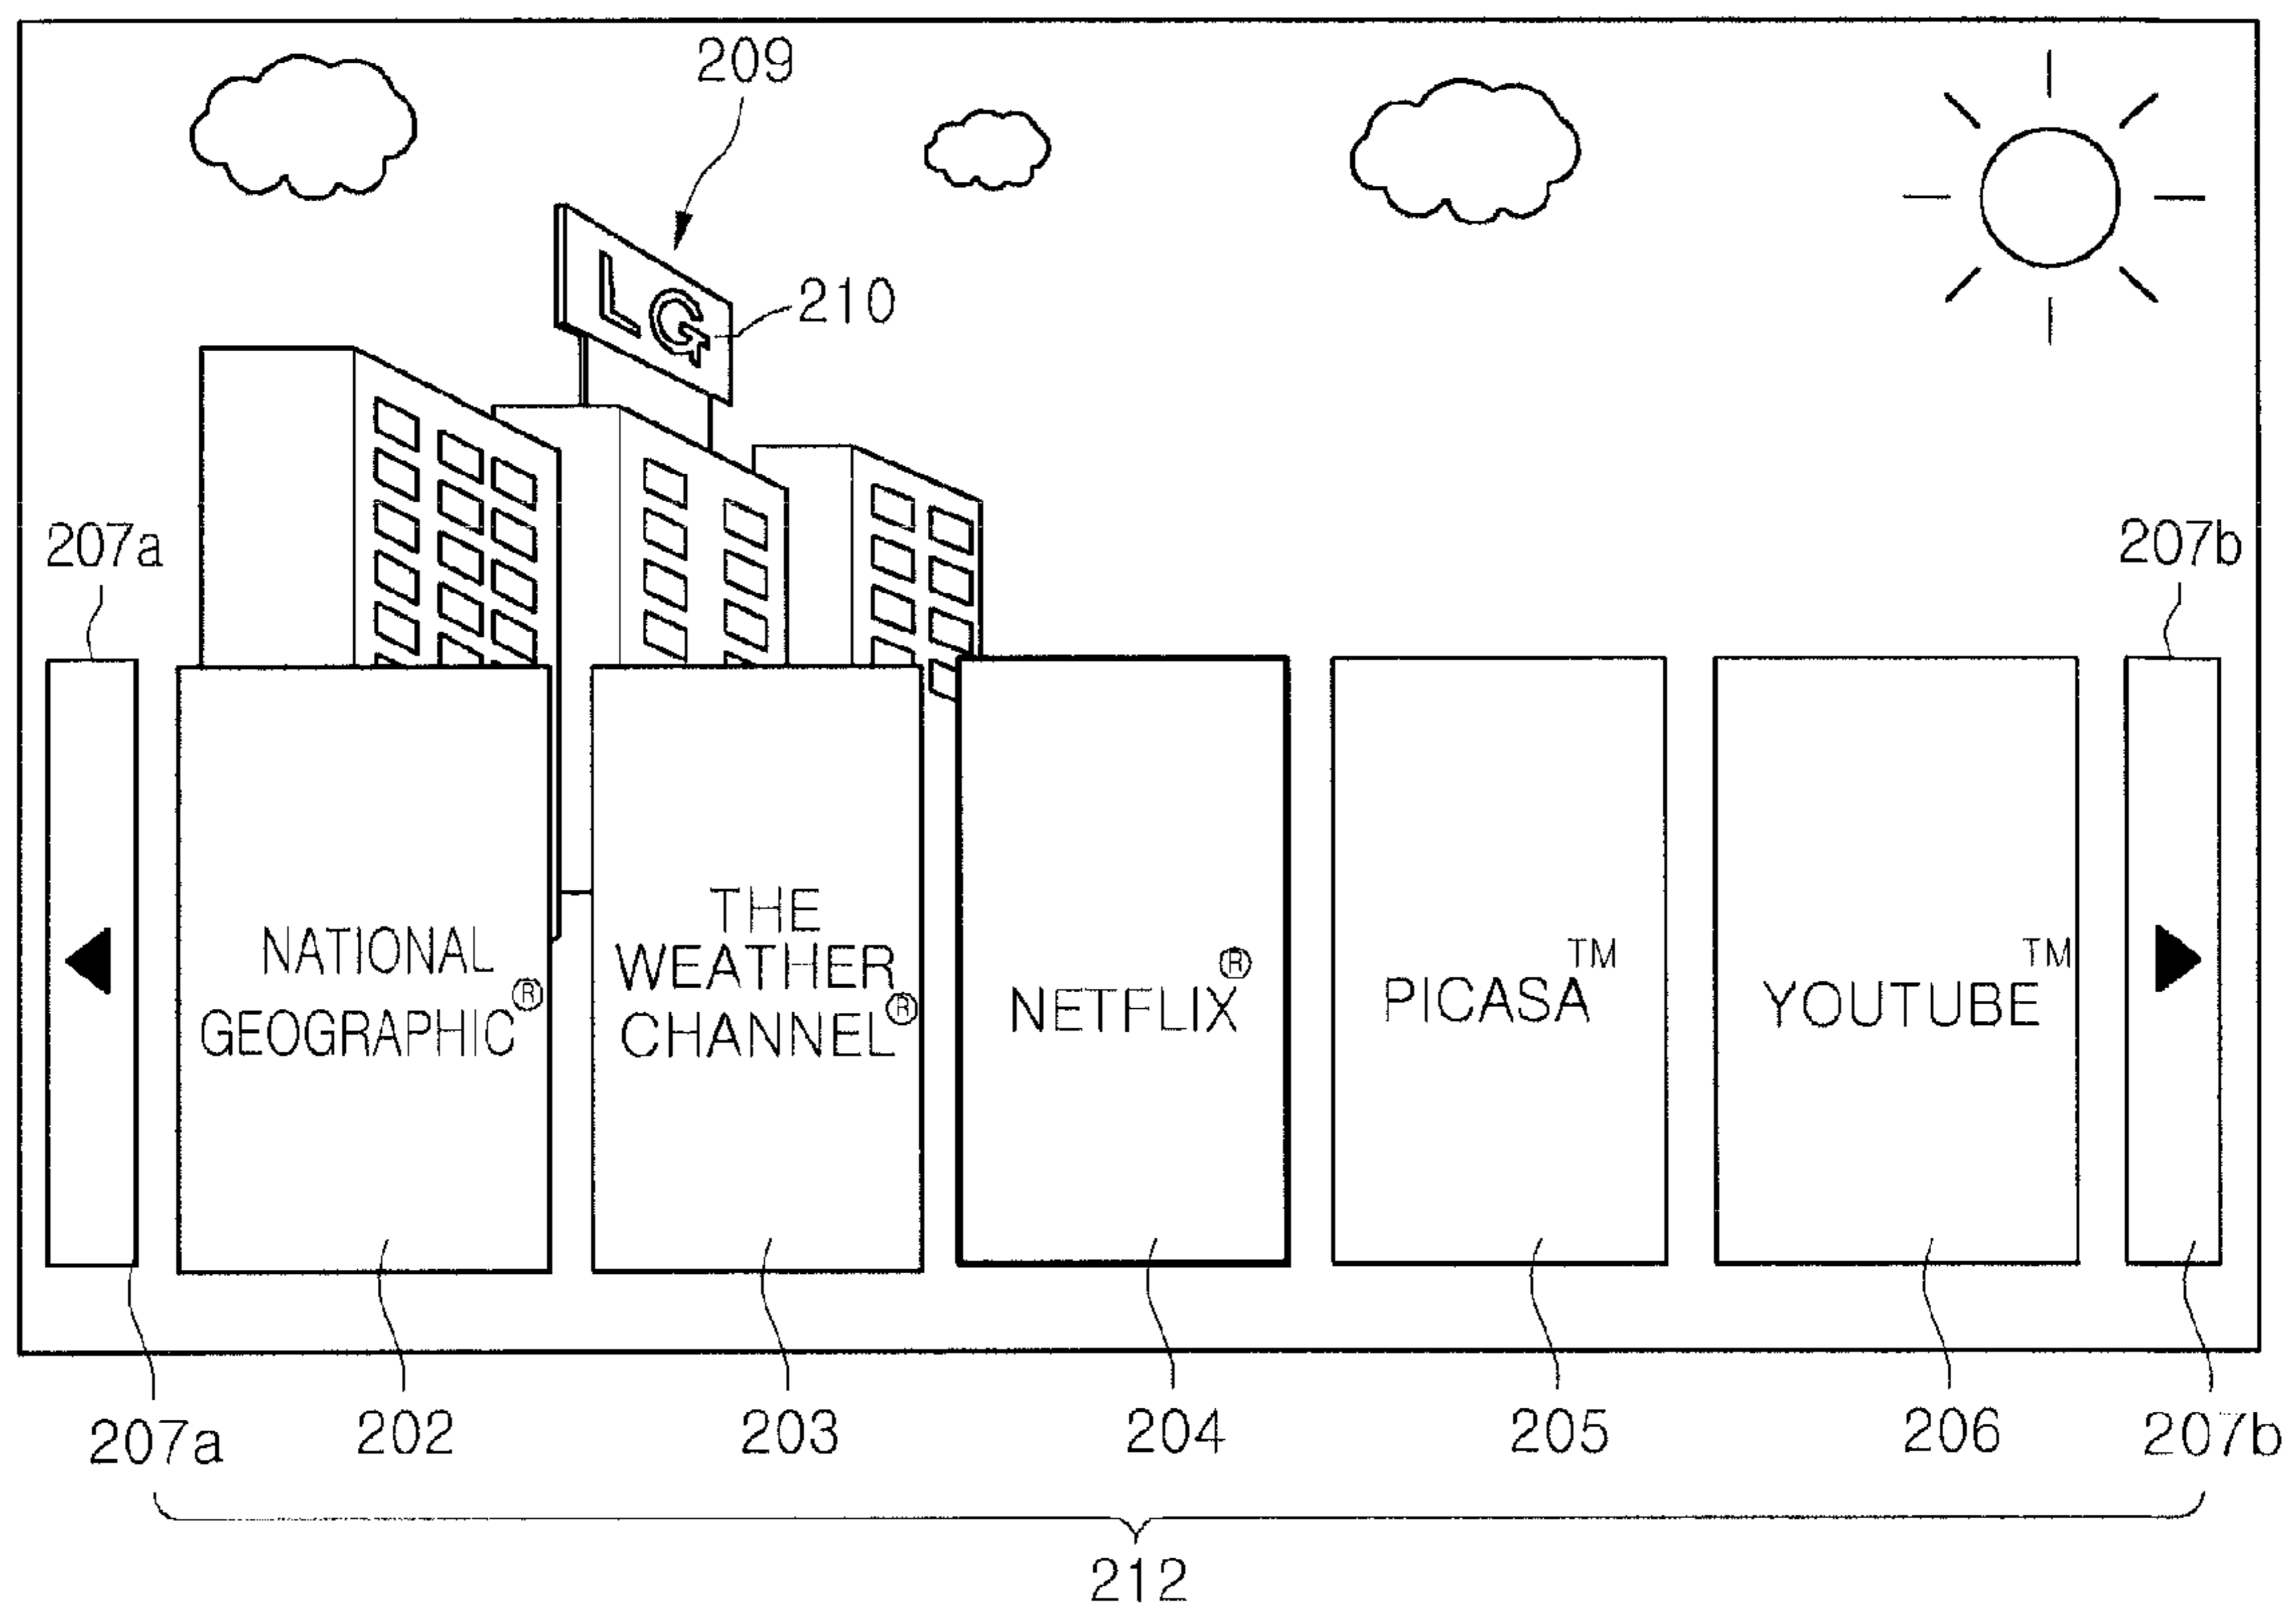 209
LG
210
207a
207b
NATIONAL
GEOGRAPHIC®
THE
WEATHER
CHANNEL®
NETFLIX®
PICASA™
YOUTUBE™
207a
202
203
204
205
206
207b
212